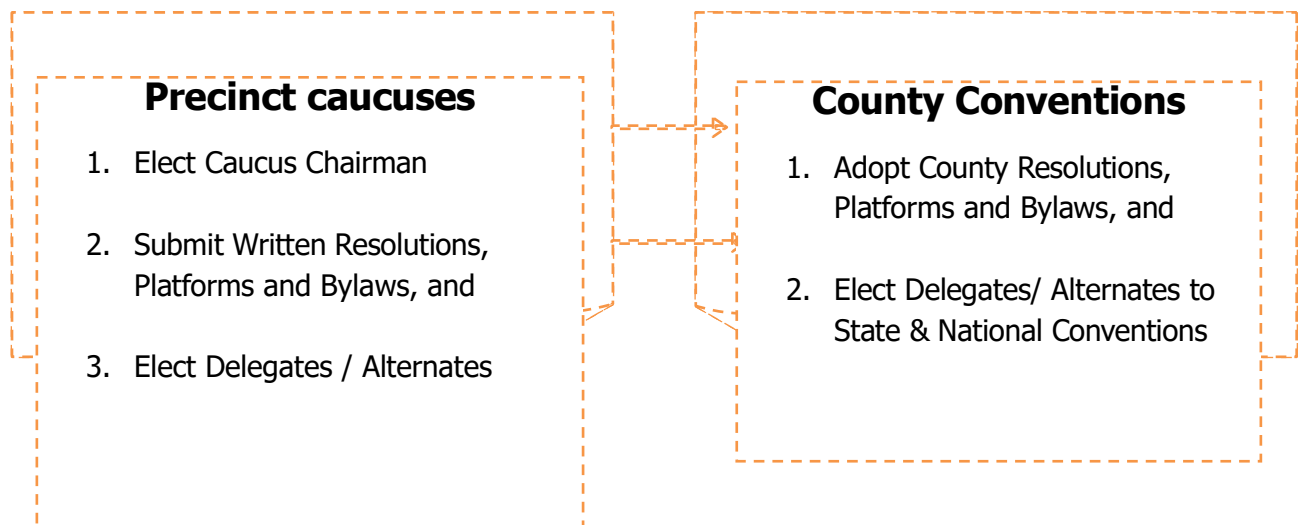 Precinct caucuses
1. Elect Caucus Chairman
2. Submit Written Resolutions,
Platforms and Bylaws, and
3. Elect Delegates / Alternates
County Conventions
1. Adopt County Resolutions,
Platforms and Bylaws, and
2. Elect Delegates/ Alternates to
State & National Conventions